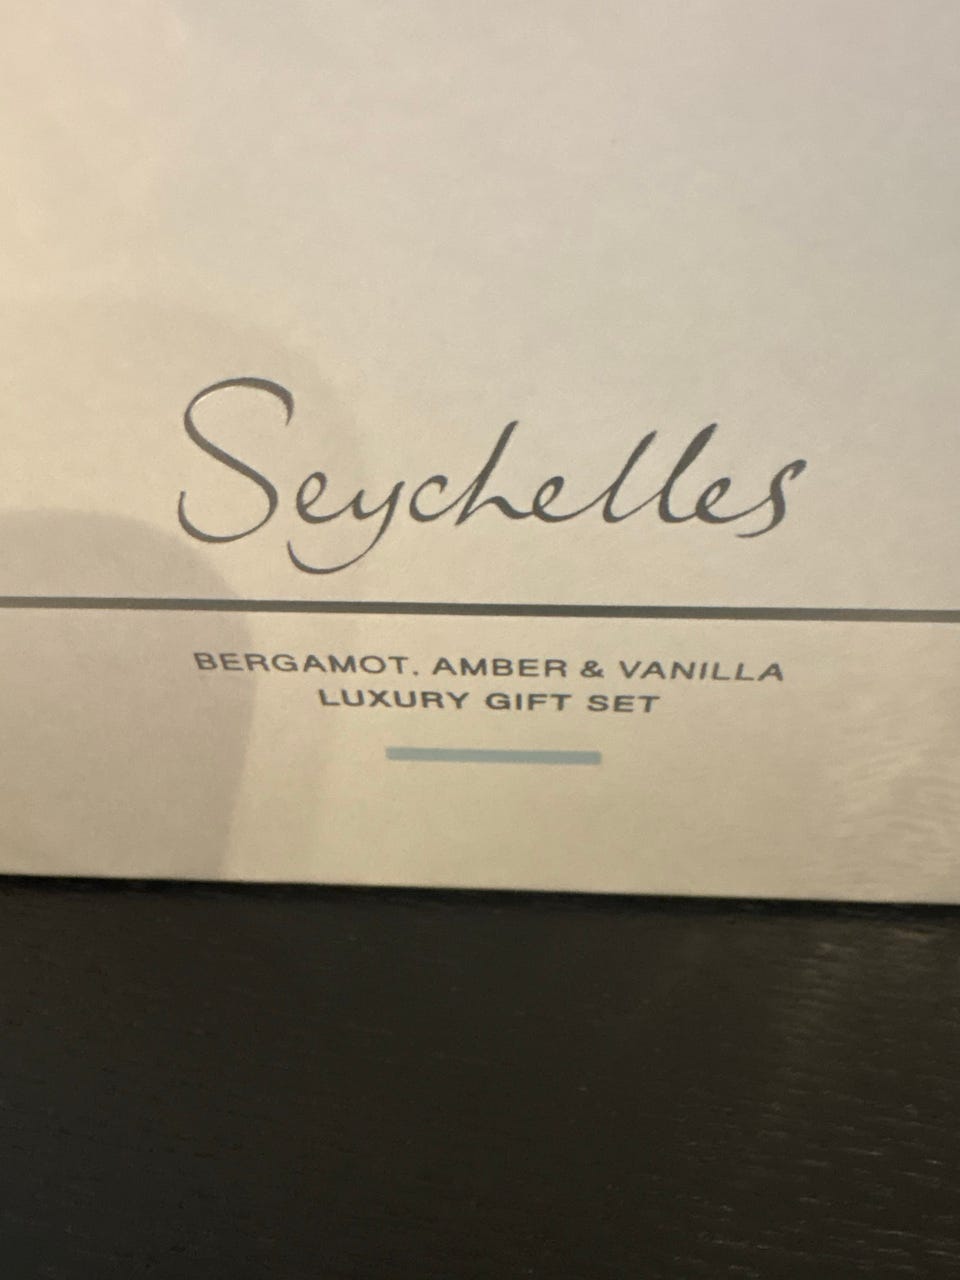 Seychelles
BERGAMOT, AMBER & VANILLA
LUXURY GIFT SET